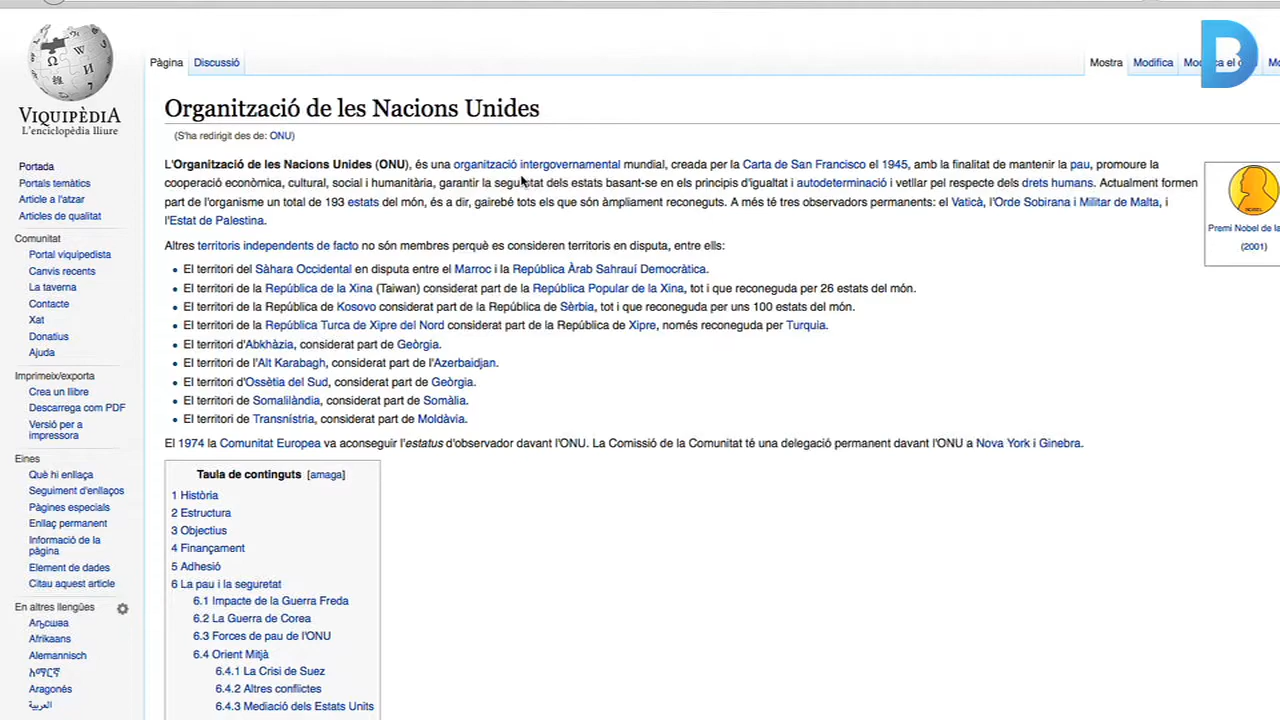 VIQUIPÈDIA
L'enciclopèdia lliure
Portada
Portals temàtics
Article a l'atzar
Articles de qualitat
Comunitat
Portal viquipedista
Canvis recents
La taverna
Contacte
Xat
Donatius
Ajuda
Imprimeix/exporta
Crea un llibre
Descarrega com PDF
Versió per a
impressora
Eines
Què hi enllaça
Seguiment d'enllaços
Pàgines especials
Enllaç permanent
Informació de la
pàgina
Element de dades
Citau aquest article
En altres llengües
Аҧсшәа
Afrikaans
Alemannisch
አማርኛ
Aragonés
العربية
Pàgina Discussió
Mostra Modifica
B
Organització de les Nacions Unides
(S'ha redirigit des de: ONU)
L'Organització de les Nacions Unides (ONU), és una organització intergovernamental mundial, creada per la Carta de San Francisco el 1945, amb la finalitat de mantenir la pau, promoure la
cooperació econòmica, cultural, social i humanitària, garantir la seguretat dels estats basant-se en els principis d'igualtat i autodeterminació i vetllar pel respecte dels drets humans. Actualment formen
part de l'organisme un total de 193 estats del món, és a dir, gairebé tots els que són àmpliament reconeguts. A més té tres observadors permanents: el Vaticà, l'Orde Sobirana i Militar de Malta, i
l'Estat de Palestina.
Altres territoris independents de facto no són membres perquè es consideren territoris en disputa, entre ells:
El territori del Sàhara Occidental en disputa entre el Marroc i la República Àrab Sahrauí Democràtica.
El territori de la República de la Xina (Taiwan) considerat part de la República Popular de la Xina, tot i que reconeguda per 26 estats del món.
El territori de la República de Kosovo considerat part de la República de Sèrbia, tot i que reconeguda per uns 100 estats del món.
El territori de la República Turca de Xipre del Nord considerat part de la República de Xipre, només reconeguda per Turquia.
El territori d'Abkhàzia, considerat part de Geòrgia.
El territori de l'Alt Karabagh, considerat part de l'Azerbaidjan.
El territori d'Ossètia del Sud, considerat part de Geòrgia.
El territori de Somalilàndia, considerat part de Somàlia.
El territori de Transnístria, considerat part de Moldàvia.
El 1974 la Comunitat Europea va aconseguir l'estatus d'observador davant l'ONU. La Comissió de la Comunitat té una delegació permanent davant l'ONU a Nova York i Ginebra.
Taula de continguts [amaga]
1 Història
2 Estructura
3 Objectius
4 Finançament
5 Adhesió
6 La pau i la seguretat
6.1 Impacte de la Guerra Freda
6.2 La Guerra de Corea
6.3 Forces de pau de l'ONU
6.4 Orient Mitjà
6.4.1 La Crisi de Suez
6.4.2 Altres conflictes
6.4.3 Mediació dels Estats Units
Premi Nobel de la
(2001)